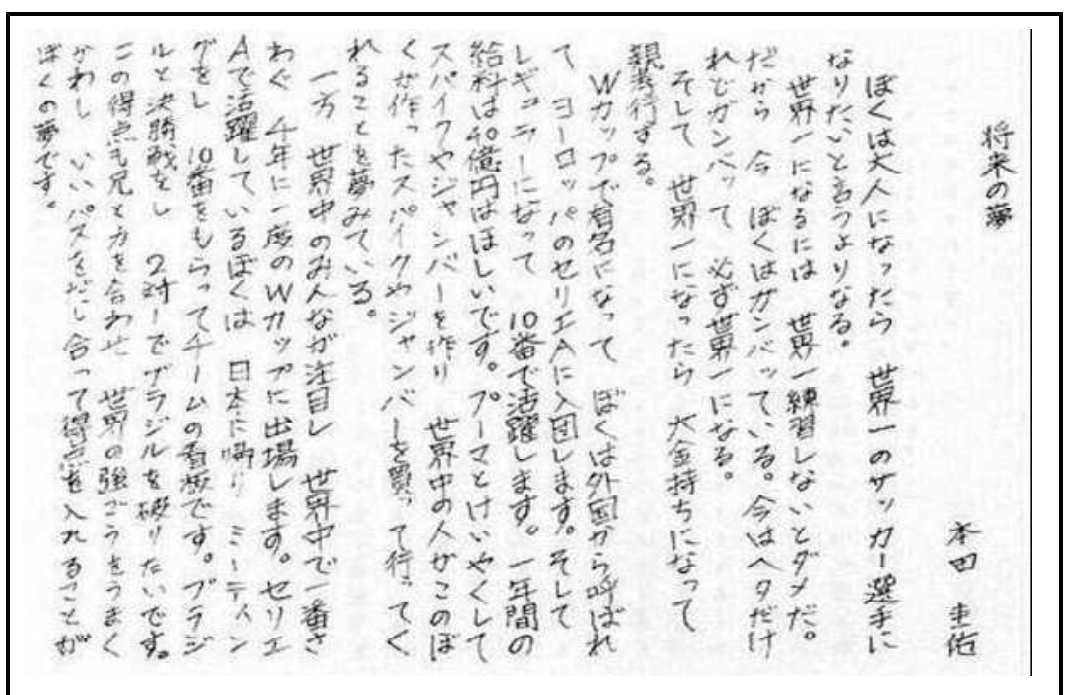 将来の夢
本田 圭佑
ぼくは大人になったら 世界一のサッカー選手に
なりたいと言うよりなる。
世界一になるには 世界一練習しないとダメだ。
だから 今 ぼくはガンバッている。今はヘタだけ
れどガンバッて 必ず世界一になる。
そして 世界一になったら 大金持ちになって
親孝行する。
Wカップで有名になって ぼくは外国から呼ばれ
て ヨーロッパのセリエAに入団します。そして
レギュラーになって 10番で活躍します。一年間の
給料は40億円はほしいです。プーマとけいやくして
スパイクやジャンバーを作り 世界中の人がこのぼ
くが作ったスパイクやジャンバーを買って行ってく
れることを夢みている。
一方 世界中のみんなが注目し 世界中で一番さ
わぐ 4年に一度のWカップに出場します。セリエ
Aで活躍しているぼくは 日本に帰り ミーティン
グをし 10番をもらってチームの看板です。ブラジ
ルと決勝戦をし 2対1でブラジルを破りたいです。
この得点も兄と力を合わせ 世界の強ごうをうまく
かわし いいパスをだし合って得点を入れることが
ぼくの夢です。